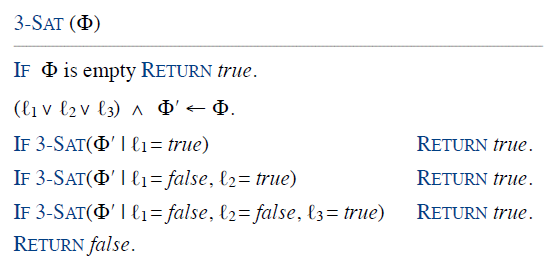 3-SAT (Φ)
IF Φ is empty RETURN true.
(ℓ1 ∨ ℓ2 ∨ ℓ3) ∧ Φ′ ← Φ.
IF 3-SAT(Φ′ | ℓ1 = true) RETURN true.
IF 3-SAT(Φ′ | ℓ1 = false, ℓ2 = true) RETURN true.
IF 3-SAT(Φ′ | ℓ1 = false, ℓ2 = false, ℓ3 = true) RETURN true.
RETURN false.